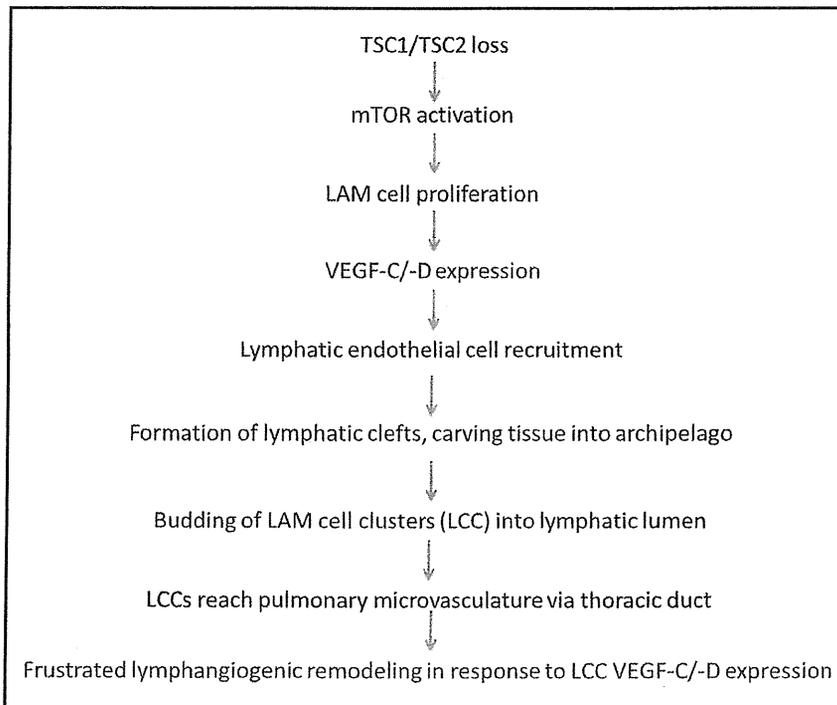 TSC1/TSC2 loss
mTOR activation
LAM cell proliferation
VEGF-C/-D expression
Lymphatic endothelial cell recruitment
Formation of lymphatic clefts, carving tissue into archipelago
Budding of LAM cell clusters (LCC) into lymphatic lumen
LCCs reach pulmonary microvasculature via thoracic duct
Frustrated lymphangiogenic remodeling in response to LCC VEGF-C/-D expression